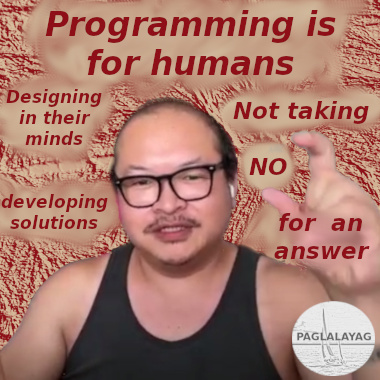 Programming is
for humans
Designing
in their
minds
Not taking
NO
developing
solutions
for an
answer
PAGLALAYAG